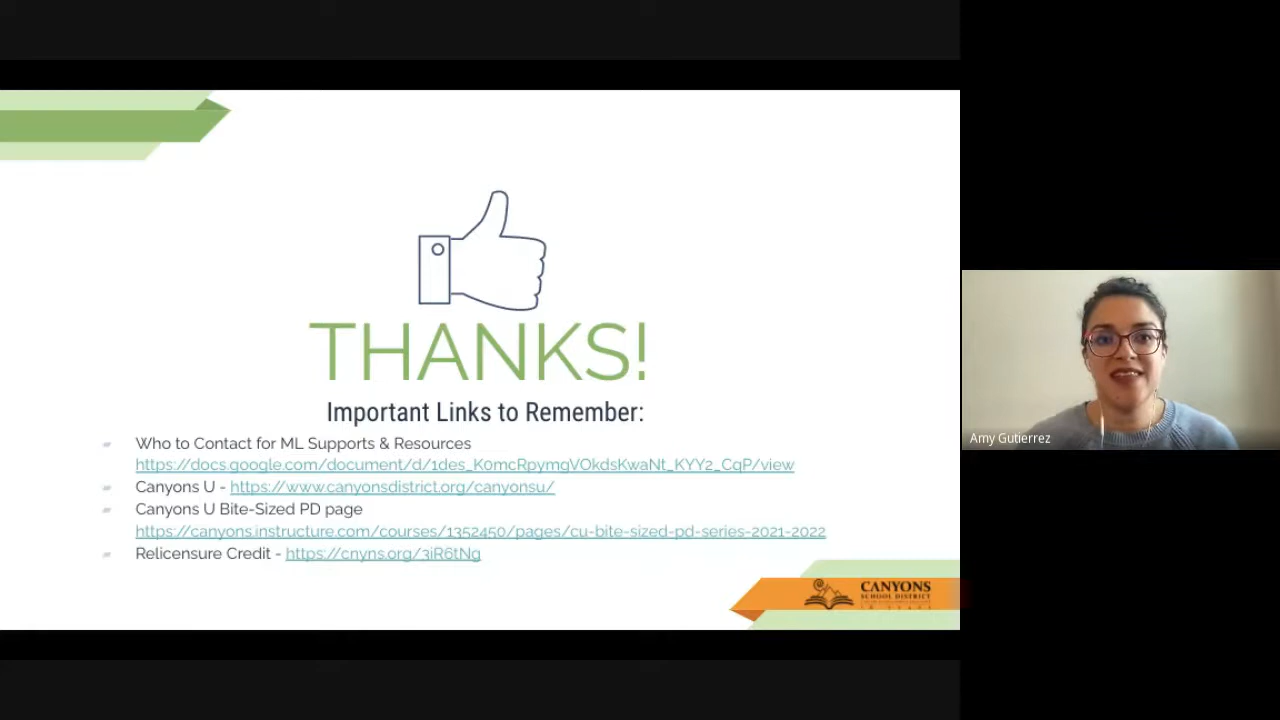 THANKS!
Important Links to Remember:
Who to Contact for ML Supports & Resources
https://docs.google.com/document/d/1des_K0mcRpymgVOkdsKwaNt_KYY2_CqP/view
Canyons U - https://www.canyonsdistrict.org/canyonsu/
Canyons U Bite-Sized PD page
https://canyons.instructure.com/courses/1352450/pages/cu-bite-sized-pd-series-2021-2022
Relicensure Credit - https://cnyns.org/3iR6tNg
CANYONS
SCHOOL DISTRICT
Amy Gutierrez